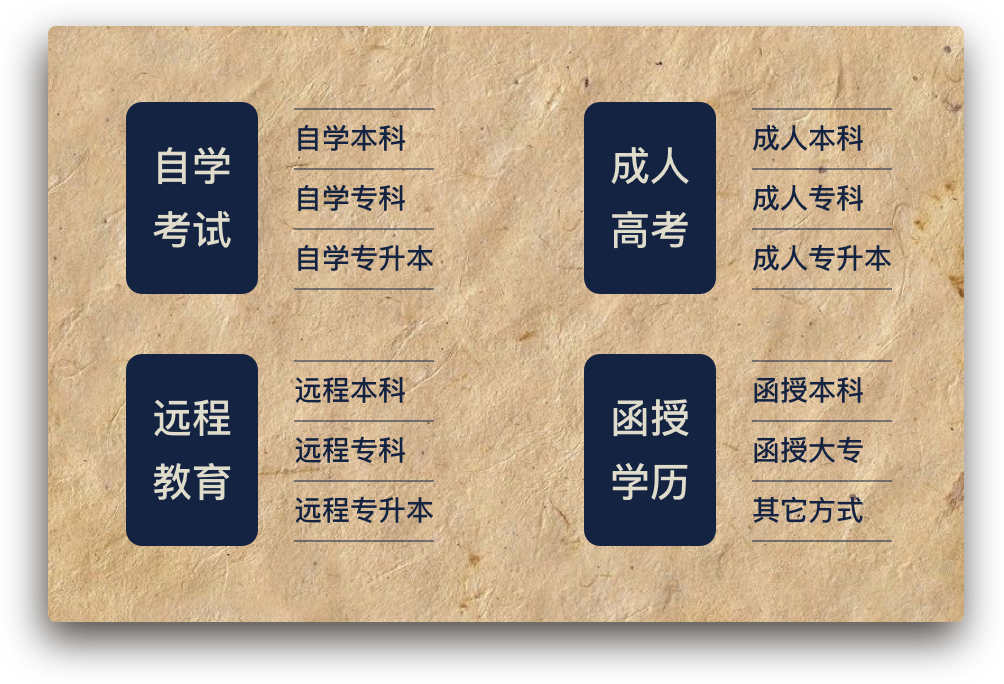 自学
考试
自学本科
自学专科
自学专升本
成人
高考
成人本科
成人专科
成人专升本
远程
教育
远程本科
远程专科
远程专升本
函授
学历
函授本科
函授大专
其它方式